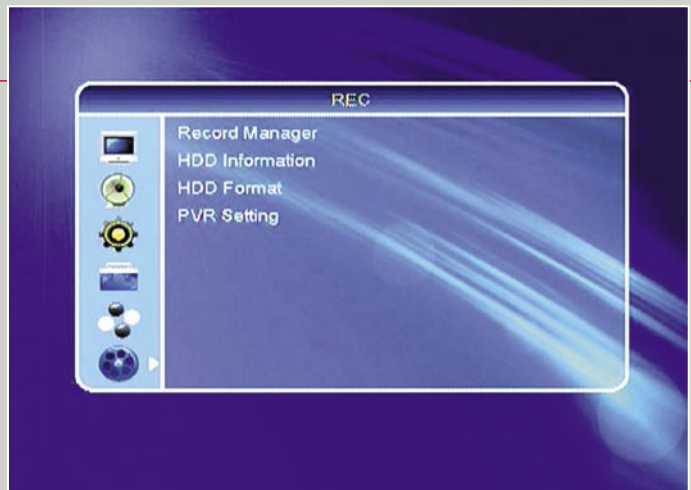 REC
Record Manager
HDD Information
HDD Format
PVR Setting